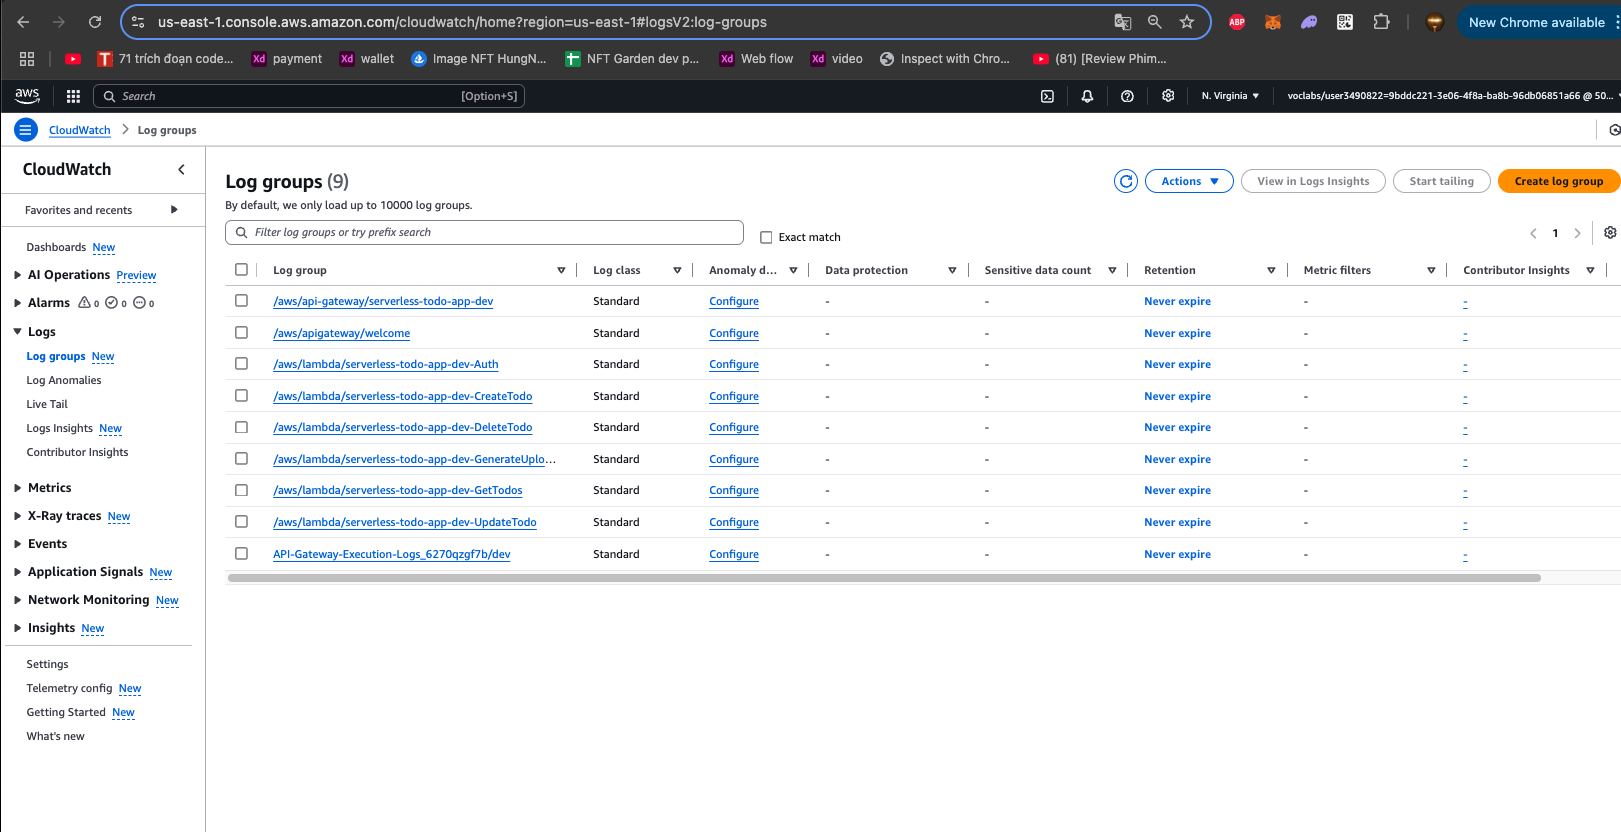 us-east-1.console.aws.amazon.com/cloudwatch/home?region=us-east-1#logsV2:log-groups
ABP
New Chrome available
71 trích đoạn code...
Xd payment
Xd wallet
Image NFT HungN...
NFT Garden dev p...
Xd Web flow
Xd video
Inspect with Chro...
(81) [Review Phim...
aws
Search
[Option+S]
N. Virginia
voclabs/user3490822=9bddc221-3e06-4f8a-ba8b-96db06851a66 @ 50...
CloudWatch > Log groups
CloudWatch
Favorites and recents
Dashboards New
AI Operations Preview
Alarms 0 0 0
Logs
Log groups New
Log Anomalies
Live Tail
Logs Insights New
Contributor Insights
Metrics
X-Ray traces New
Events
Application Signals New
Network Monitoring New
Insights New
Settings
Telemetry config New
Getting Started New
What's new
Log groups (9)
By default, we only load up to 10000 log groups.
Actions
View in Logs Insights
Start tailing
Create log group
Filter log groups or try prefix search
Exact match
1
Log group Log class Anomaly d... Data protection Sensitive data count Retention Metric filters Contributor Insights
/aws/api-gateway/serverless-todo-app-dev Standard Configure - - Never expire - -
/aws/apigateway/welcome Standard Configure - - Never expire - -
/aws/lambda/serverless-todo-app-dev-Auth Standard Configure - - Never expire - -
/aws/lambda/serverless-todo-app-dev-CreateTodo Standard Configure - - Never expire - -
/aws/lambda/serverless-todo-app-dev-DeleteTodo Standard Configure - - Never expire - -
/aws/lambda/serverless-todo-app-dev-GenerateUplo... Standard Configure - - Never expire - -
/aws/lambda/serverless-todo-app-dev-GetTodos Standard Configure - - Never expire - -
/aws/lambda/serverless-todo-app-dev-UpdateTodo Standard Configure - - Never expire - -
API-Gateway-Execution-Logs_6270qzgf7b/dev Standard Configure - - Never expire - -